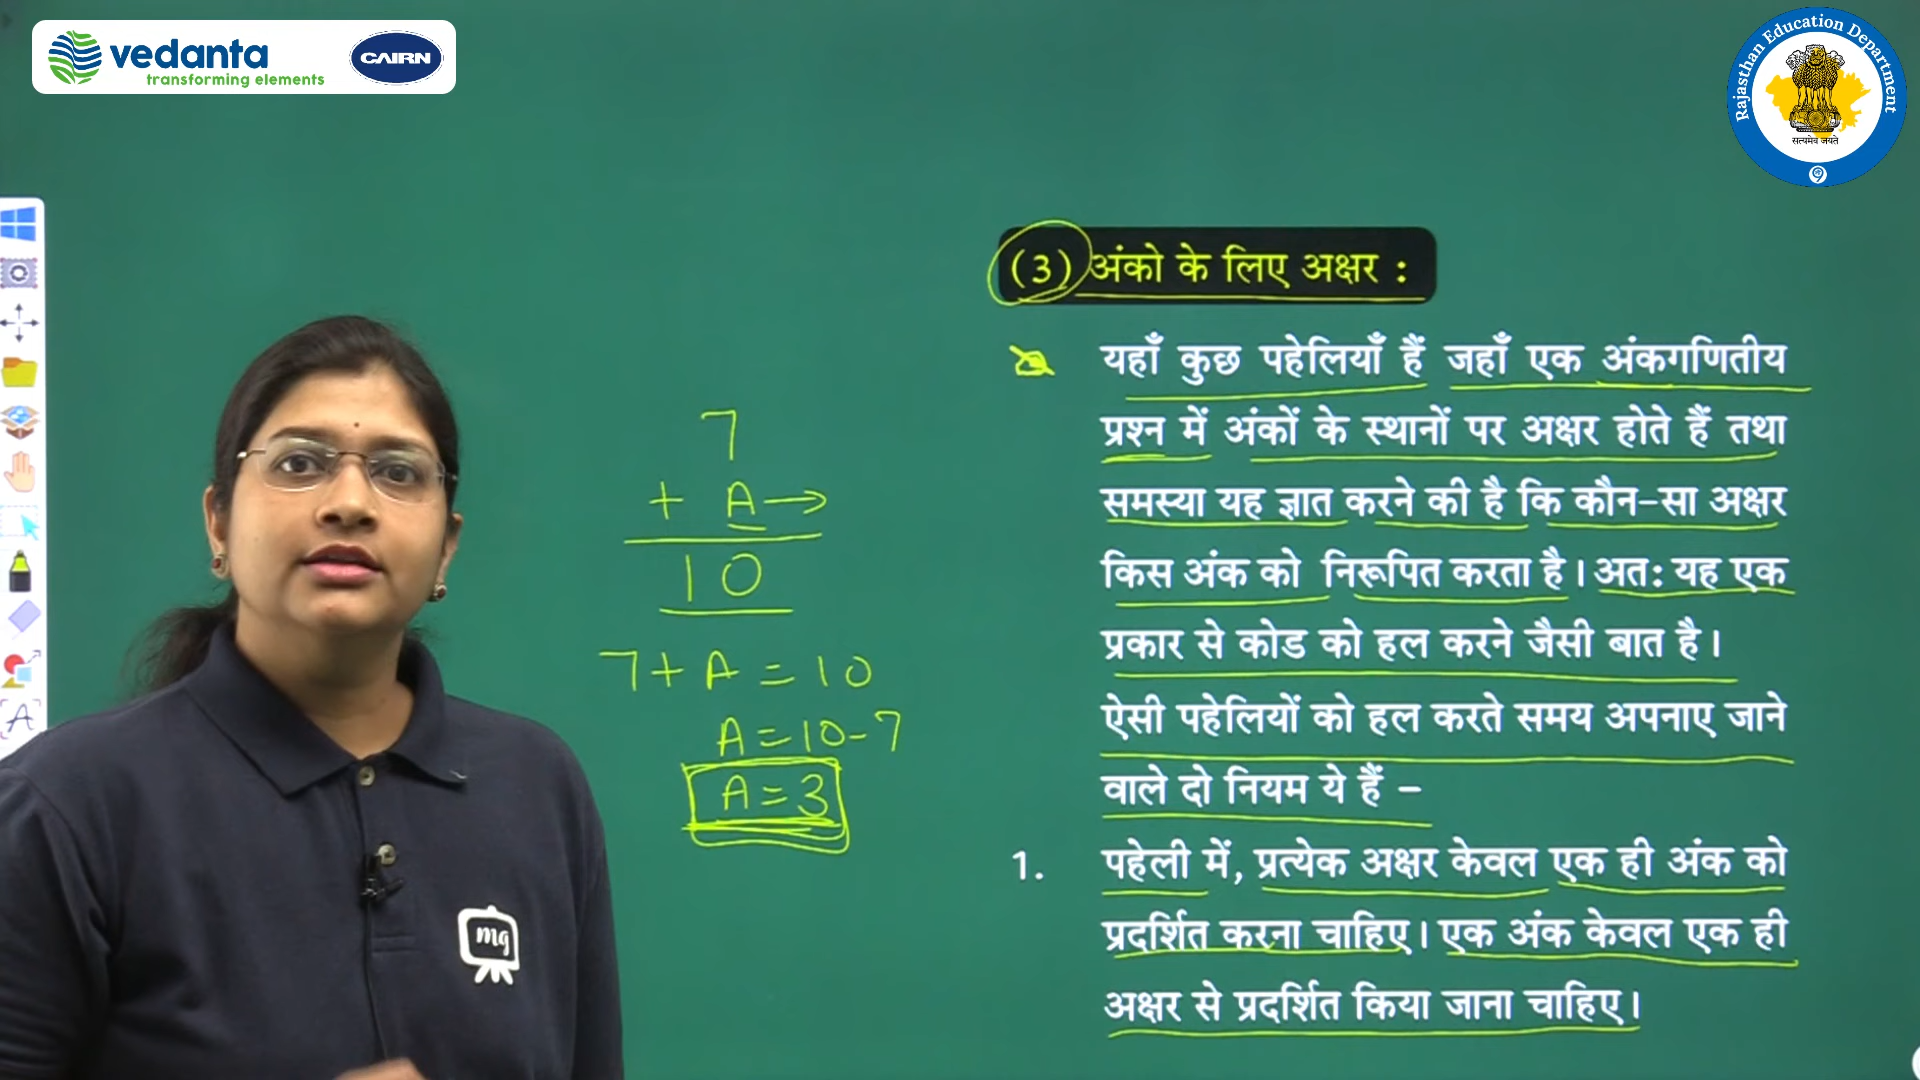 vedanta
transforming elements
CAIRN
Rajasthan Education Department
सत्यमेव जयते
(3) अंको के लिए अक्षर :
यहाँ कुछ पहेलियाँ हैं जहाँ एक अंकगणितीय
प्रश्न में अंकों के स्थानों पर अक्षर होते हैं तथा
समस्या यह ज्ञात करने की है कि कौन-सा अक्षर
किस अंक को निरूपित करता है। अत: यह एक
प्रकार से कोड को हल करने जैसी बात है।
ऐसी पहेलियों को हल करते समय अपनाए जाने
वाले दो नियम ये हैं –
1. पहेली में, प्रत्येक अक्षर केवल एक ही अंक को
प्रदर्शित करना चाहिए। एक अंक केवल एक ही
अक्षर से प्रदर्शित किया जाना चाहिए।
7
+ A →
10
7 + A = 10
A = 10 - 7
A = 3
mg
A